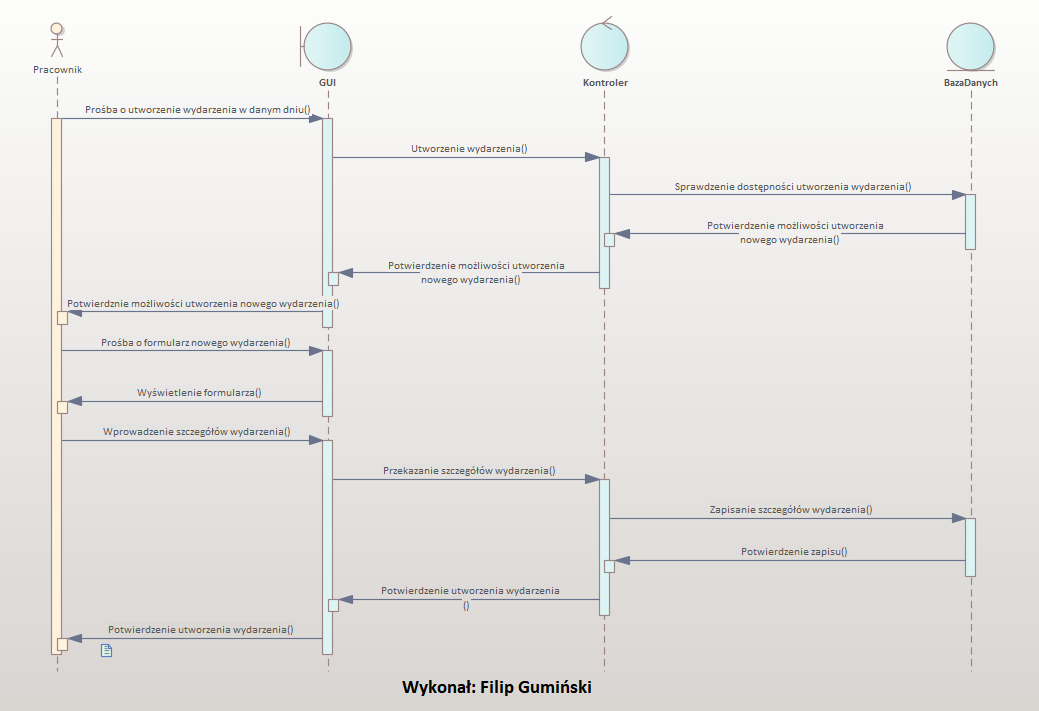 Pracownik
GUI
Kontroler
BazaDanych
Prośba o utworzenie wydarzenia w danym dniu()
Utworzenie wydarzenia()
Sprawdzenie dostępności utworzenia wydarzenia()
Potwierdzenie możliwości utworzenia
nowego wydarzenia()
Potwierdzenie możliwości utworzenia
nowego wydarzenia()
Potwierdznie możliwości utworzenia nowego wydarzenia()
Prośba o formularz nowego wydarzenia()
Wyświetlenie formularza()
Wprowadzenie szczegółów wydarzenia()
Przekazanie szczegółów wydarzenia()
Zapisanie szczegółów wydarzenia()
Potwierdzenie zapisu()
Potwierdzenie utworzenia wydarzenia
()
Potwierdzenie utworzenia wydarzenia()
Wykonał: Filip Gumiński